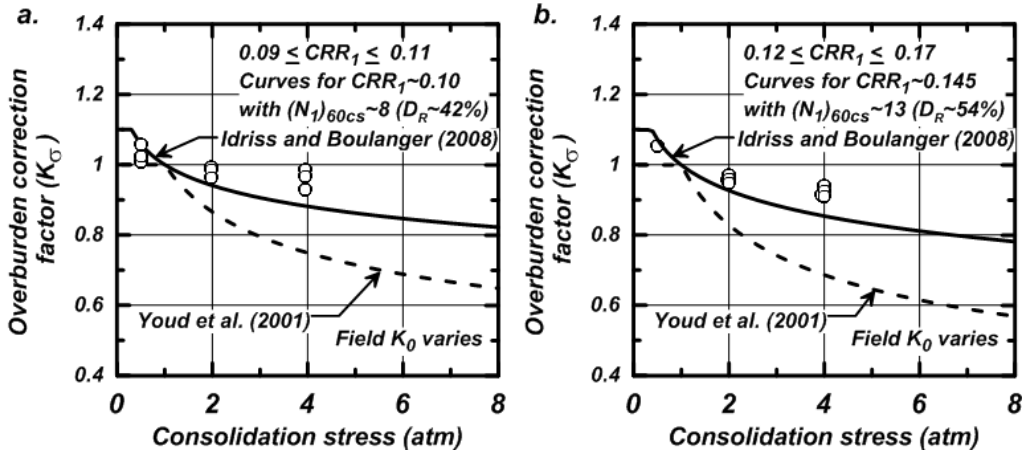 a.
1.4
1.2
1
0.8
0.6
0.4
Overburden correction
factor (Kσ)
0.09 ≤ CRR1 ≤ 0.11
Curves for CRR1~0.10
with (N1)60cs~8 (DR~42%)
Idriss and Boulanger (2008)
Youd et al. (2001)
Field K0 varies
0 2 4 6 8
Consolidation stress (atm)
b.
1.4
1.2
1
0.8
0.6
0.4
Overburden correction
factor (Kσ)
0.12 ≤ CRR1 ≤ 0.17
Curves for CRR1~0.145
with (N1)60cs~13 (DR~54%)
Idriss and Boulanger (2008)
Youd et al. (2001)
Field K0 varies
0 2 4 6 8
Consolidation stress (atm)